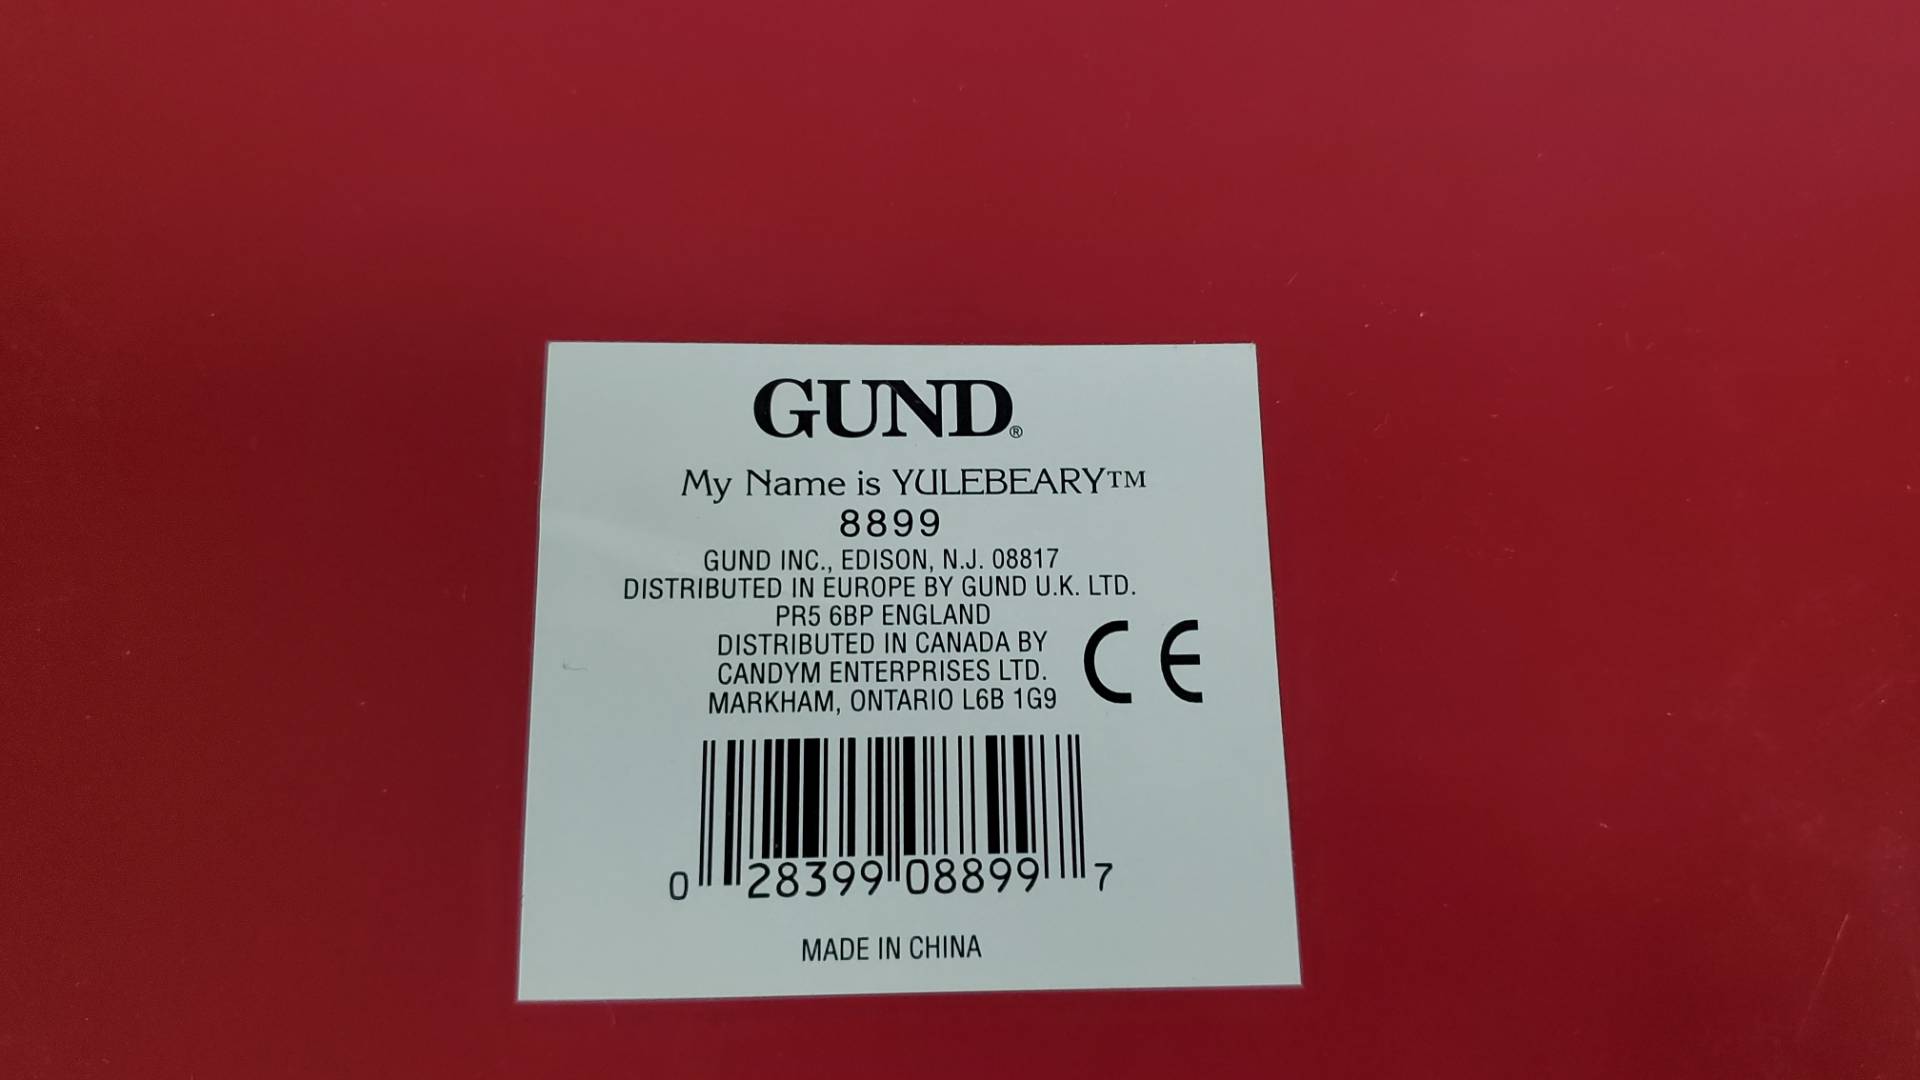 GUND®
My Name is YULEBEARY™
8899
GUND INC., EDISON, N.J. 08817
DISTRIBUTED IN EUROPE BY GUND U.K. LTD.
PR5 6BP ENGLAND
DISTRIBUTED IN CANADA BY
CANDYM ENTERPRISES LTD.
MARKHAM, ONTARIO L6B 1G9
CE
0 28399 08899 7
MADE IN CHINA